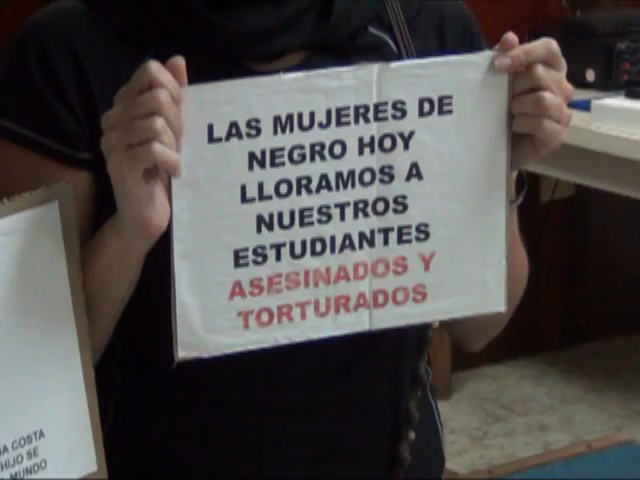 LAS MUJERES DE
NEGRO HOY
LLORAMOS A
NUESTROS
ESTUDIANTES
ASESINADOS Y
TORTURADOS
COSTA
HIJO SE
MUNDO